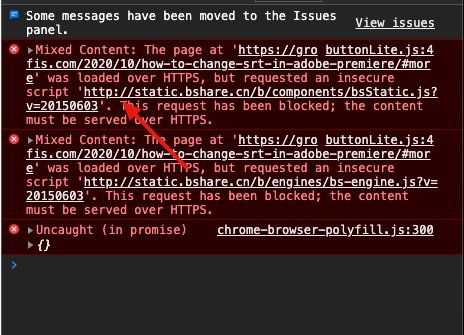 Some messages have been moved to the Issues View issues
panel.
Mixed Content: The page at 'https://gro buttonLite.js:4
fis.com/2020/10/how-to-change-srt-in-adobe-premiere/#mor
e' was loaded over HTTPS, but requested an insecure
script 'http://static.bshare.cn/b/components/bsStatic.js?
v=20150603'. This request has been blocked; the content
must be served over HTTPS.
Mixed Content: The page at 'https://gro buttonLite.js:4
fis.com/2020/10/how-to-change-srt-in-adobe-premiere/#mor
e' was loaded over HTTPS, but requested an insecure
script 'http://static.bshare.cn/b/engines/bs-engine.js?v=
20150603'. This request has been blocked; the content
must be served over HTTPS.
Uncaught (in promise) chrome-browser-polyfill.js:300
{}